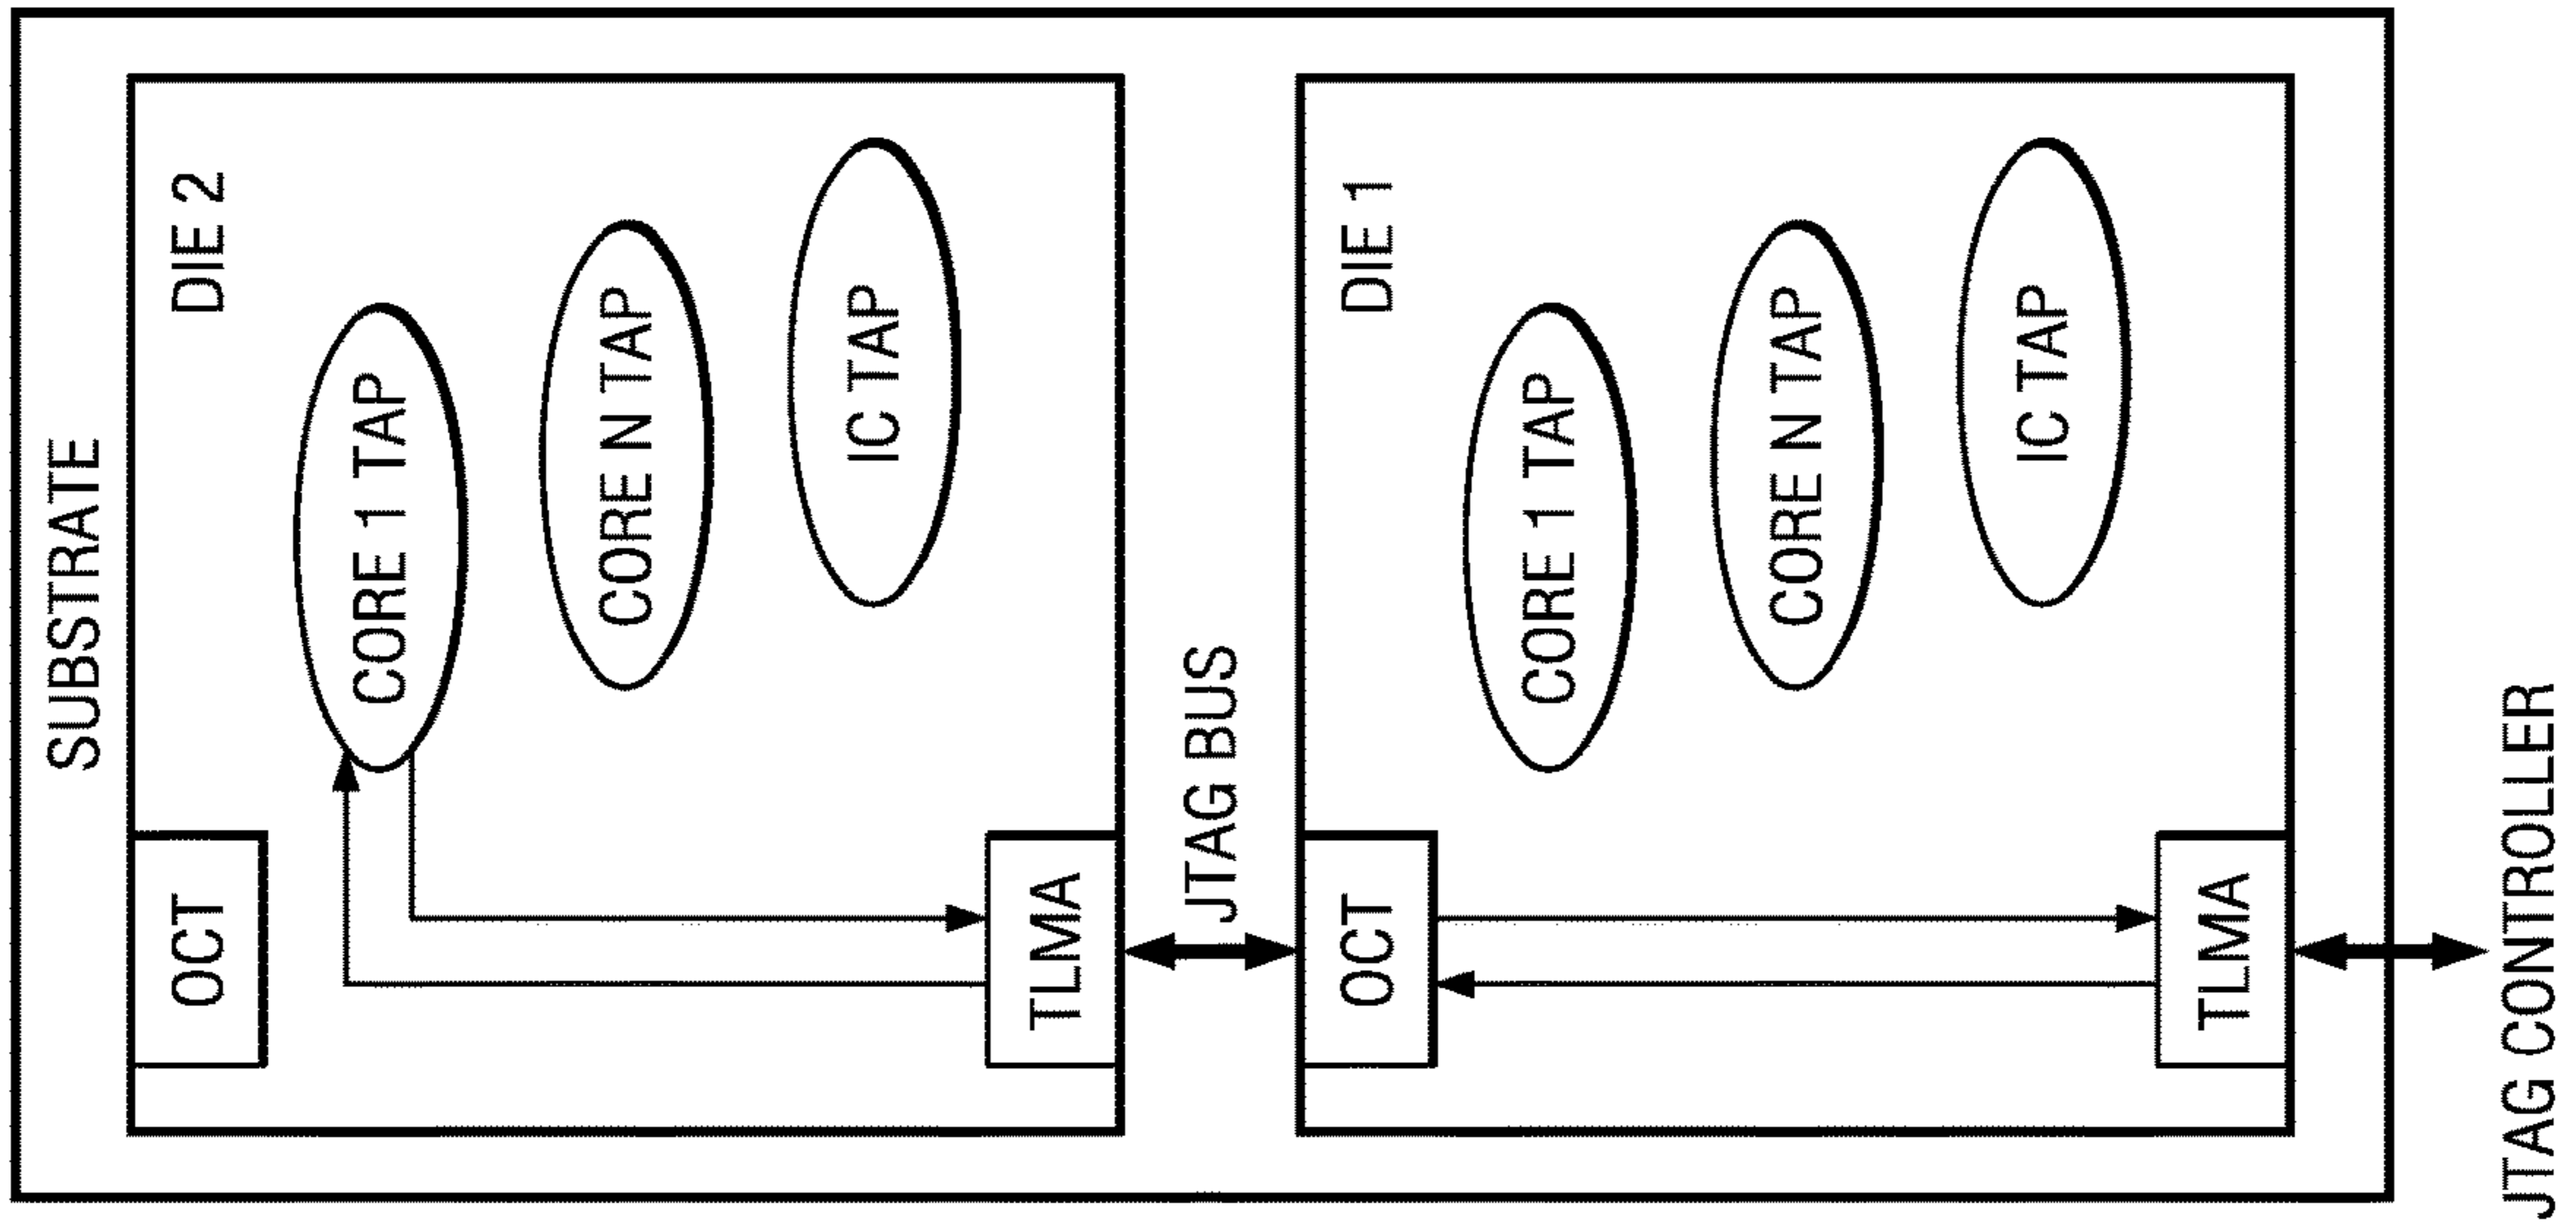 SUBSTRATE
DIE 2
CORE 1 TAP
CORE N TAP
IC TAP
OCT
TLMA
JTAG BUS
DIE 1
CORE 1 TAP
CORE N TAP
IC TAP
OCT
TLMA
JTAG CONTROLLER